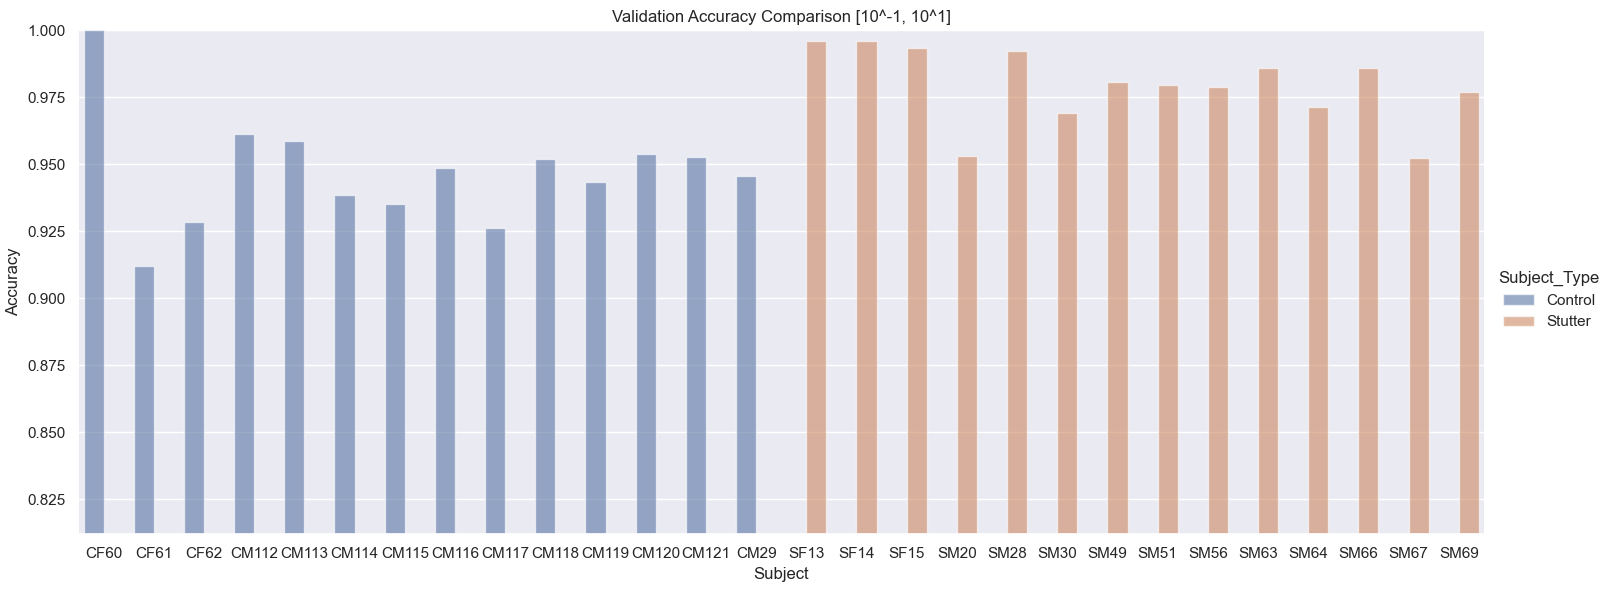 Validation Accuracy Comparison [10^-1, 10^1]
1.000
0.975
0.950
0.925
0.900
0.875
0.850
0.825
Accuracy
CF60 CF61 CF62 CM112 CM113 CM114 CM115 CM116 CM117 CM118 CM119 CM120 CM121 CM29 SF13 SF14 SF15 SM20 SM28 SM30 SM49 SM51 SM56 SM63 SM64 SM66 SM67 SM69
Subject
Subject_Type
Control
Stutter